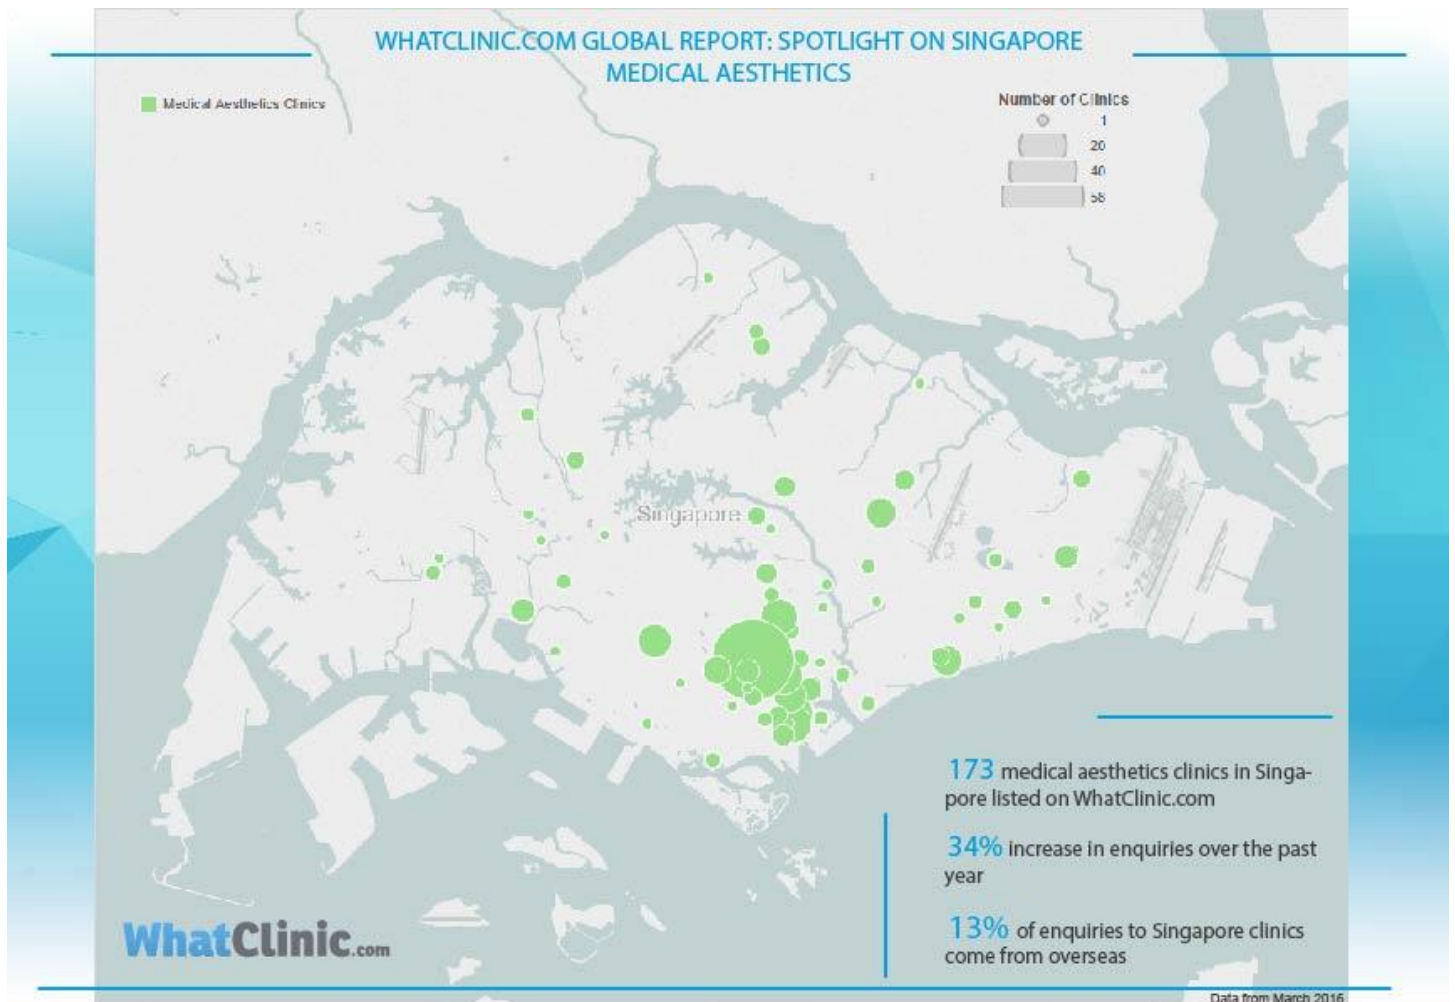 WHATCLINIC.COM GLOBAL REPORT: SPOTLIGHT ON SINGAPORE
MEDICAL AESTHETICS
Medical Aesthetics Clinics
Number of Clinics
1
20
40
58
Singapore
173 medical aesthetics clinics in Singa-
pore listed on WhatClinic.com
34% increase in enquiries over the past
year
13% of enquiries to Singapore clinics
come from overseas
WhatClinic.com
Data from March 2016